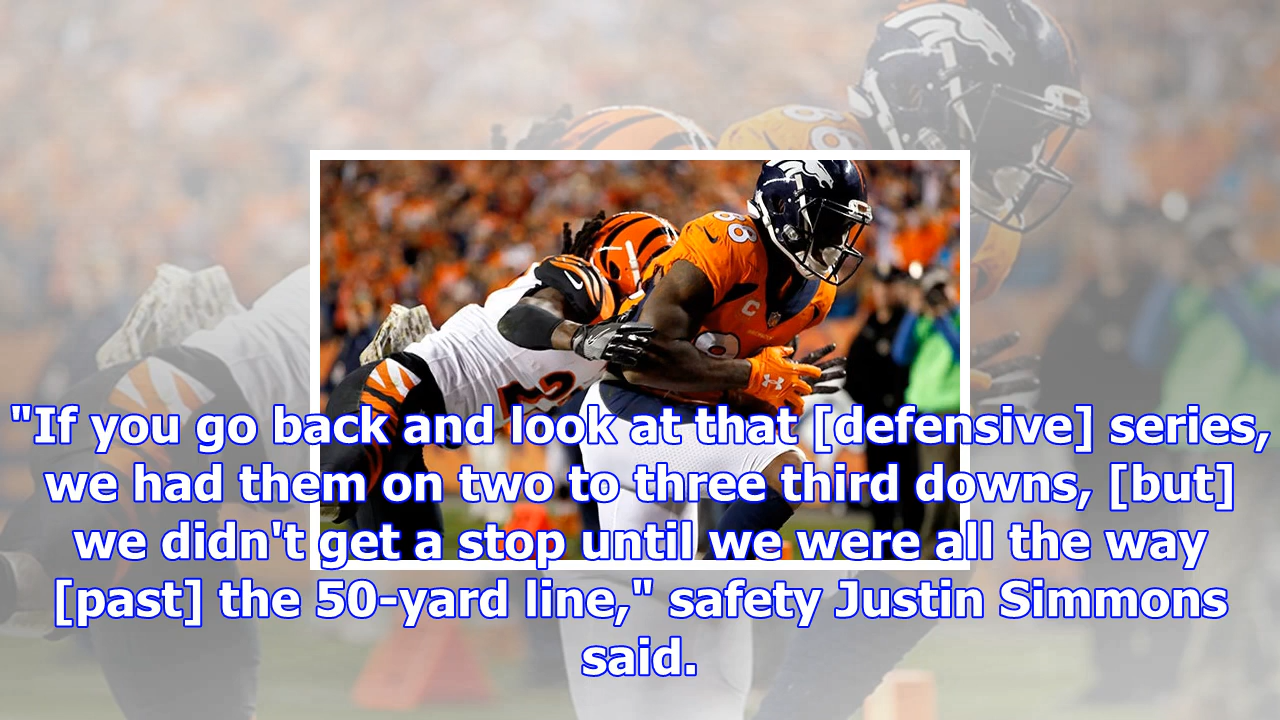 "If you go back and look at that [defensive] series,
we had them on two to three third downs, [but]
we didn't get a stop until we were all the way
[past] the 50-yard line," safety Justin Simmons
said.
88
C